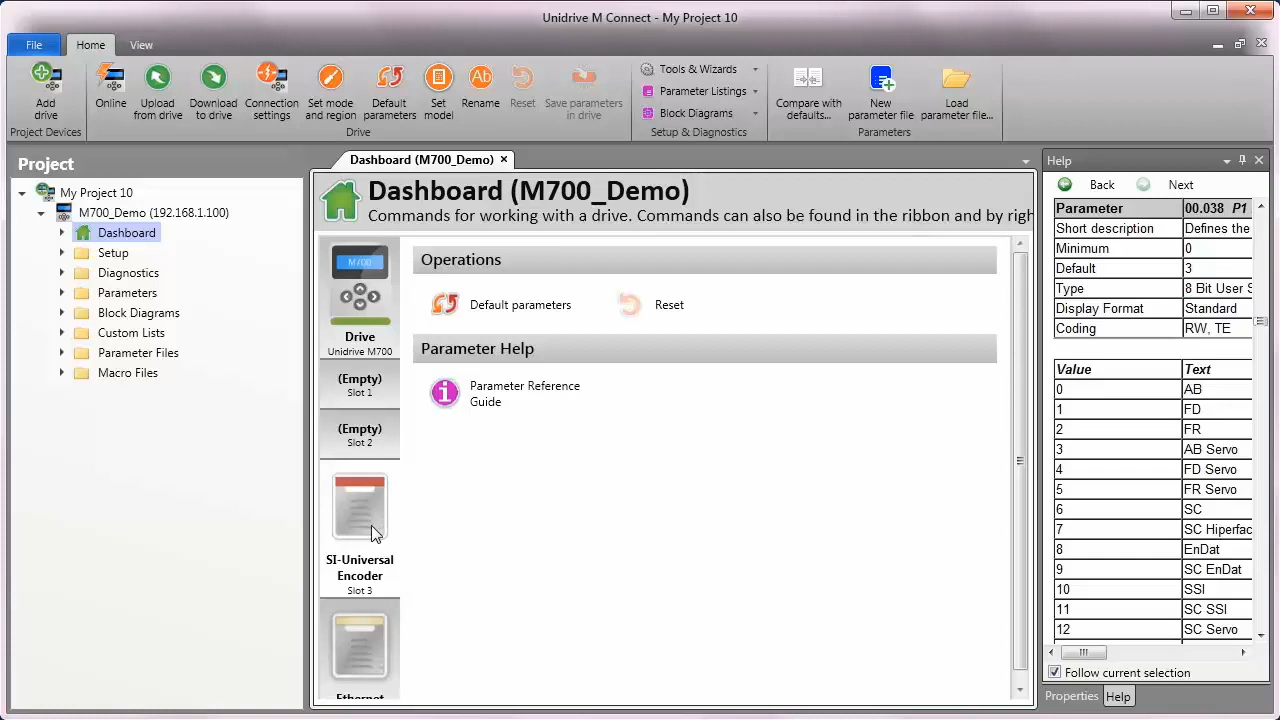 Unidrive M Connect - My Project 10
File
Home
View
Add drive
Online
Upload from drive
Download to drive
Connection settings
Set mode and region
Default parameters
Set model
Ab
Rename
Reset
Save parameters in drive
Tools & Wizards
Parameter Listings
Block Diagrams
Compare with defaults...
New parameter file
Load parameter file...
Project Devices
Drive
Setup & Diagnostics
Parameters
Project
My Project 10
M700_Demo (192.168.1.100)
Dashboard
Setup
Diagnostics
Parameters
Block Diagrams
Custom Lists
Parameter Files
Macro Files
Dashboard (M700_Demo)
Dashboard (M700_Demo)
Commands for working with a drive. Commands can also be found in the ribbon and by righ
M700
Drive
Unidrive M700
(Empty)
Slot 1
(Empty)
Slot 2
SI-Universal
Encoder
Slot 3
Ethernet
Operations
Default parameters
Reset
Parameter Help
Parameter Reference
Guide
Help
Back
Next
Parameter 00.038 P1
Short description Defines the
Minimum 0
Default 3
Type 8 Bit User S
Display Format Standard
Coding RW, TE
Value Text
0 AB
1 FD
2 FR
3 AB Servo
4 FD Servo
5 FR Servo
6 SC
7 SC Hiperfac
8 EnDat
9 SC EnDat
10 SSI
11 SC SSI
12 SC Servo
Follow current selection
Properties
Help